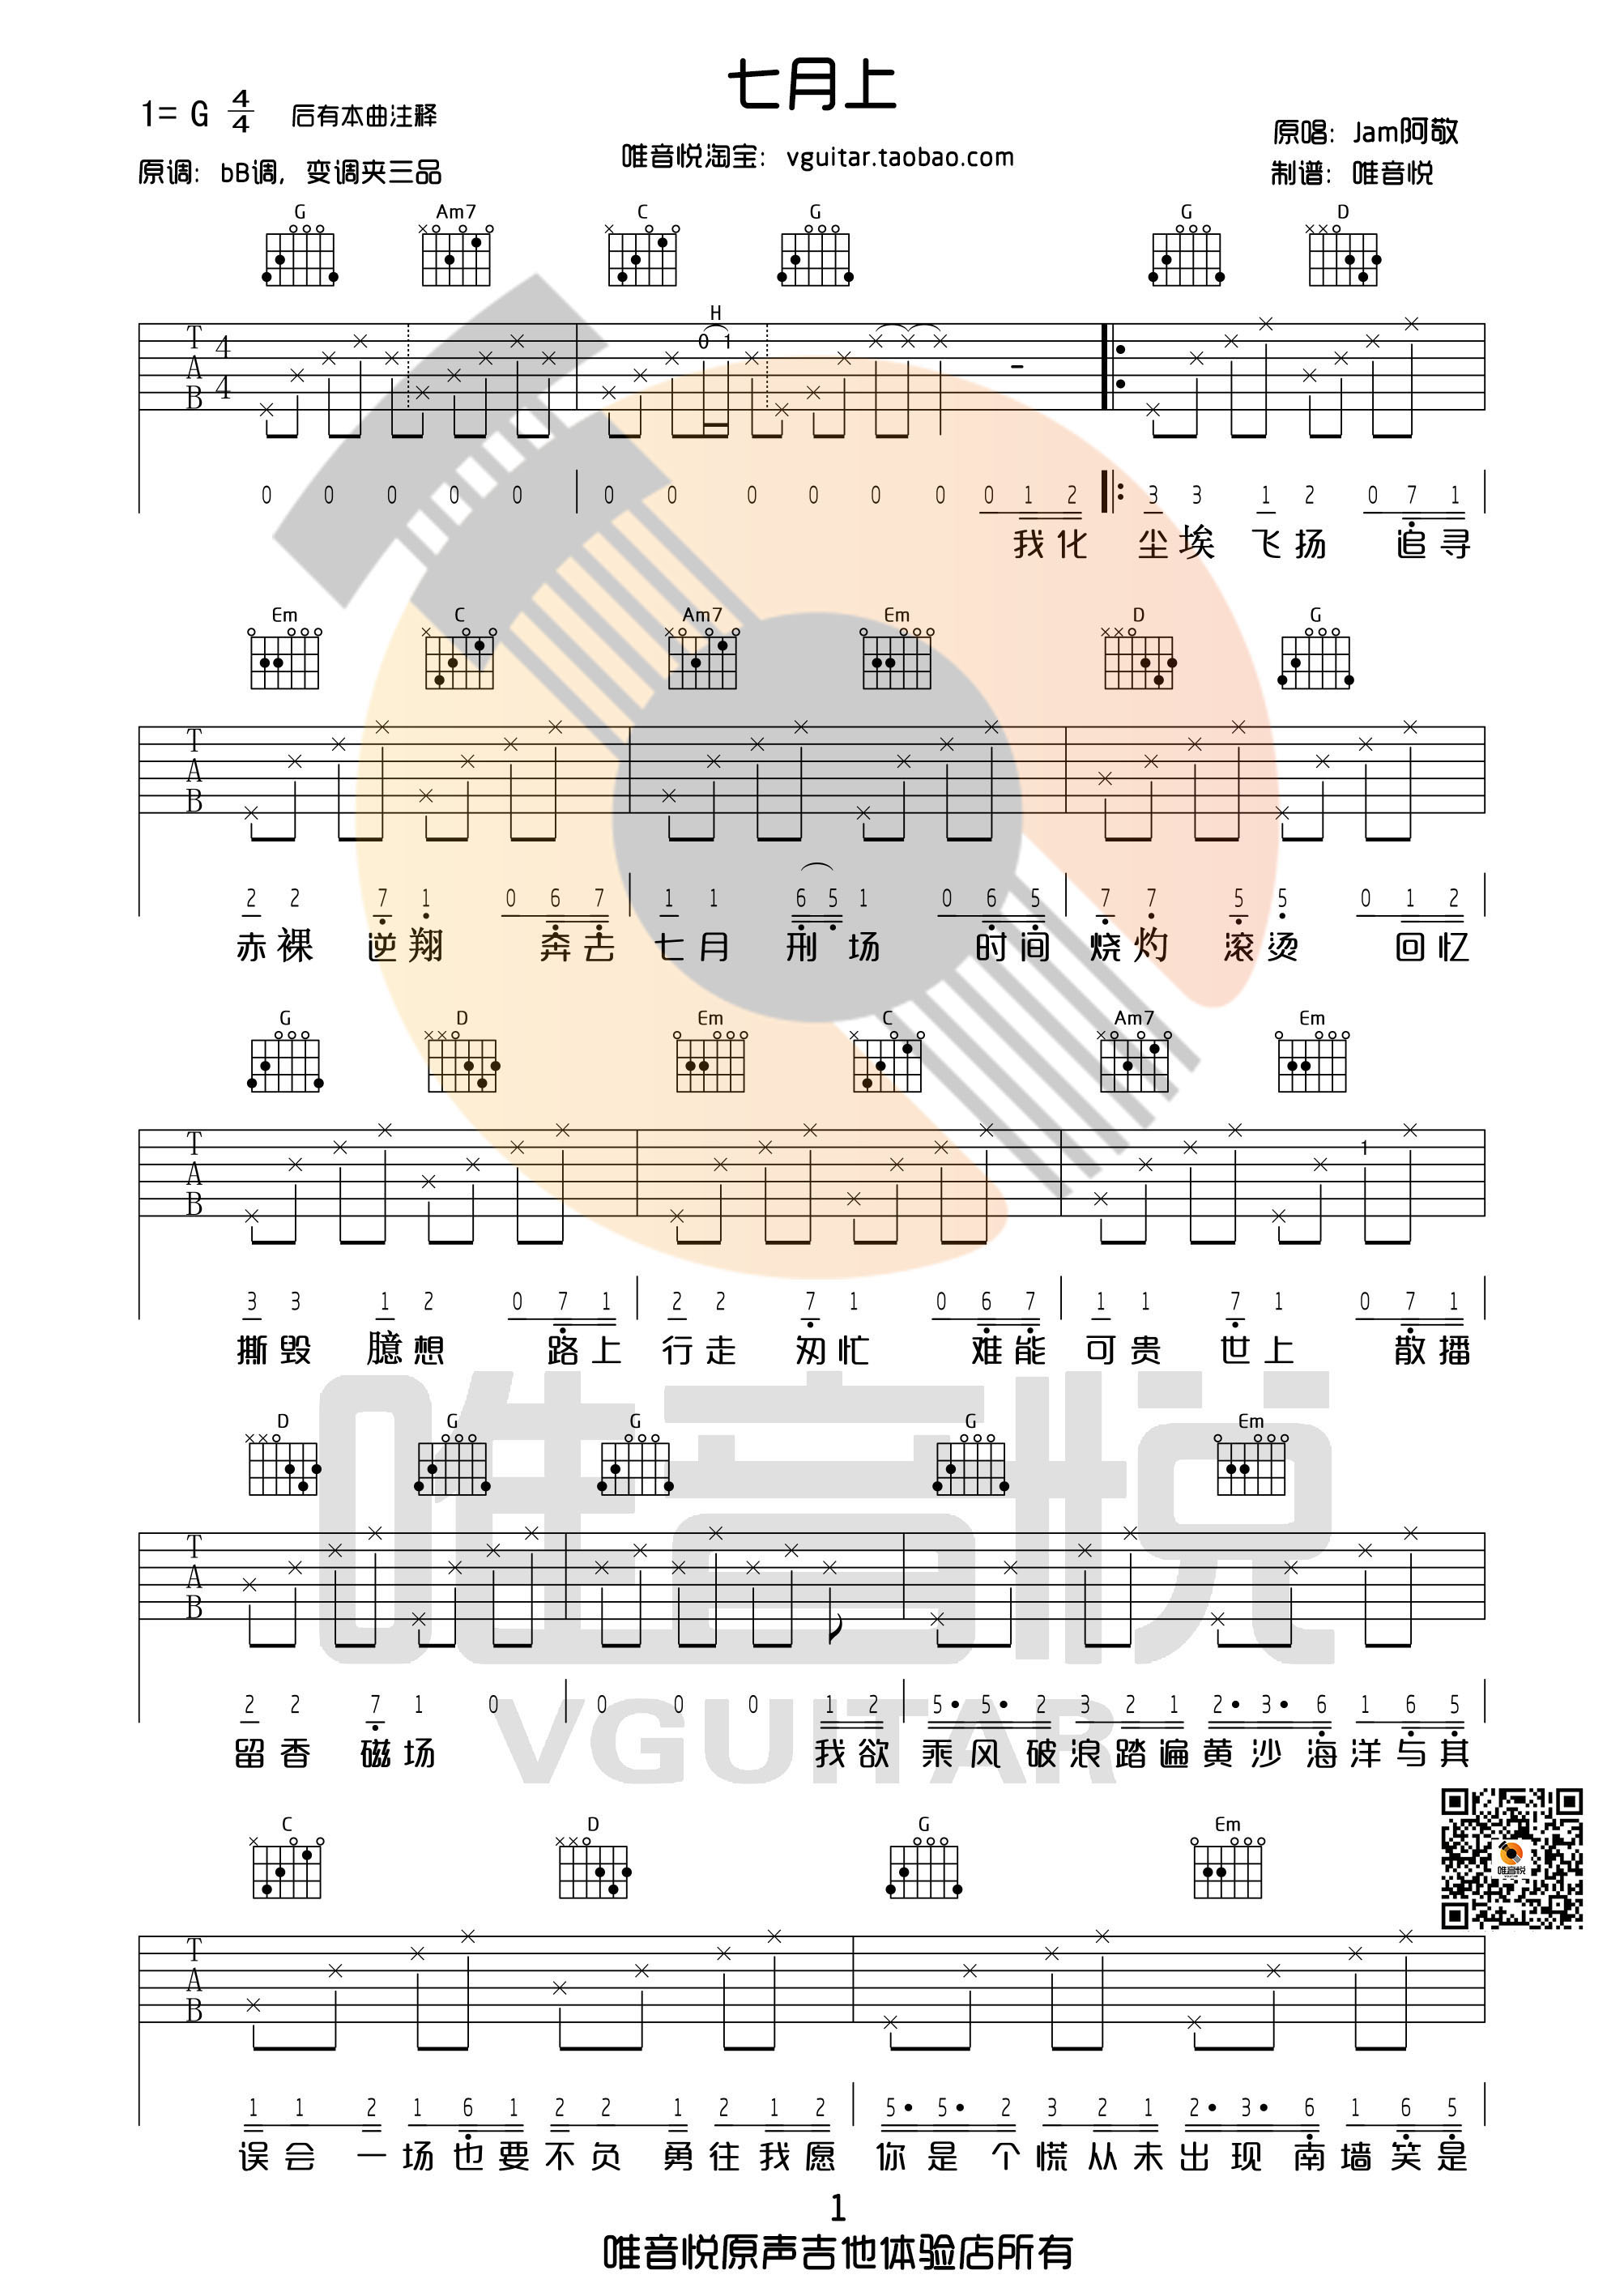 七月上
1= G 4/4 后有本曲注释
原调：bB调，变调夹三品
唯音悦淘宝：vguitar.taobao.com
原唱：Jam阿敬
制谱：唯音悦
G Am7 C G G D
H
T A B 4 4 0 1 -
0 0 0 0 0 0 0 0 0 0 0 0 1 2 3 3 1 2 0 7 1
我化 尘埃 飞扬 追寻
Em C Am7 Em D G
T A B
2 2 7 1 0 6 7 1 1 6 5 1 0 6 5 7 7 5 5 0 1 2
赤裸 逆翔 奔去 七月 刑场 时间 烧灼 滚烫 回忆
G D Em C Am7 Em
T A B 1
3 3 1 2 0 7 1 2 2 7 1 0 6 7 1 1 7 1 0 7 1
撕毁 臆想 路上 行走 匆忙 难能 可贵 世上 散播
D G G G Em
T A B
2 2 7 1 0 0 0 0 1 2 5· 5· 2 3 2 1 2· 3· 6 1 6 5
留香 磁场 我欲 乘风破浪踏遍黄沙海洋与其
唯音悦
VGUITAR
C D G Em
唯音悦
T A B
1 1 2 1 6 1 2 2 1 2 1 2 5· 5· 2 3 2 1 2· 3· 6 1 6 5
误会 一场也要不负 勇往我愿 你是个慌从未出现南墙笑是
1
唯音悦原声吉他体验店所有